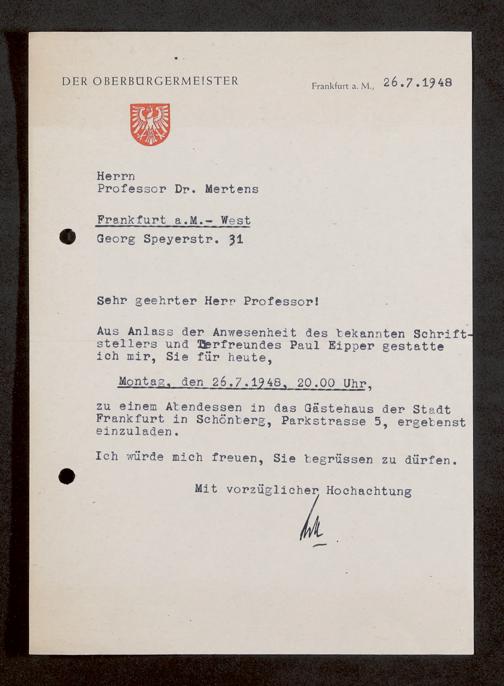 DER OBERBÜRGERMEISTER
Frankfurt a. M., 26.7.1948
Herrn
Professor Dr. Mertens
Frankfurt a.M.- West
Georg Speyerstr. 31
Sehr geehrter Herr Professor!
Aus Anlass der Anwesenheit des bekannten Schrift-
stellers und Tierfreundes Paul Eipper gestatte
ich mir, Sie für heute,
Montag, den 26.7.1948, 20.00 Uhr,
zu einem Abendessen in das Gästehaus der Stadt
Frankfurt in Schönberg, Parkstrasse 5, ergebenst
einzuladen.
Ich würde mich freuen, Sie begrüssen zu dürfen.
Mit vorzüglicher Hochachtung